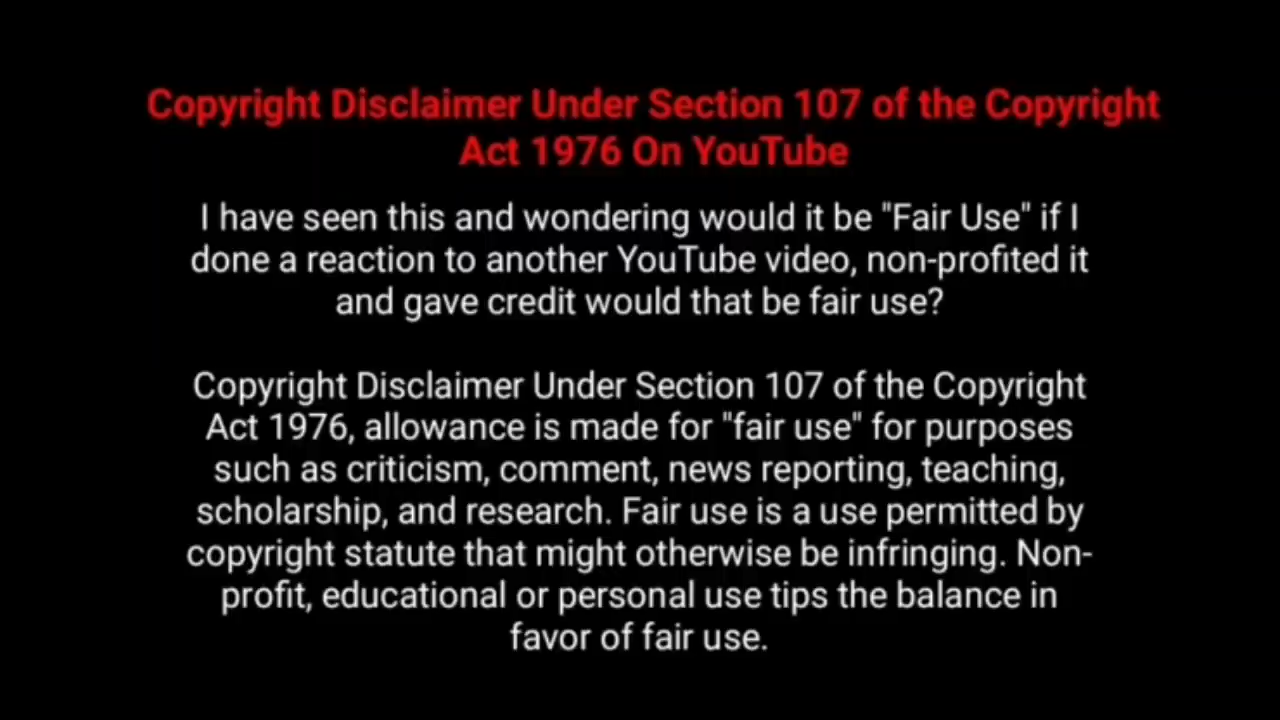 Copyright Disclaimer Under Section 107 of the Copyright
Act 1976 On YouTube
I have seen this and wondering would it be "Fair Use" if I
done a reaction to another YouTube video, non-profited it
and gave credit would that be fair use?
Copyright Disclaimer Under Section 107 of the Copyright
Act 1976, allowance is made for "fair use" for purposes
such as criticism, comment, news reporting, teaching,
scholarship, and research. Fair use is a use permitted by
copyright statute that might otherwise be infringing. Non-
profit, educational or personal use tips the balance in
favor of fair use.